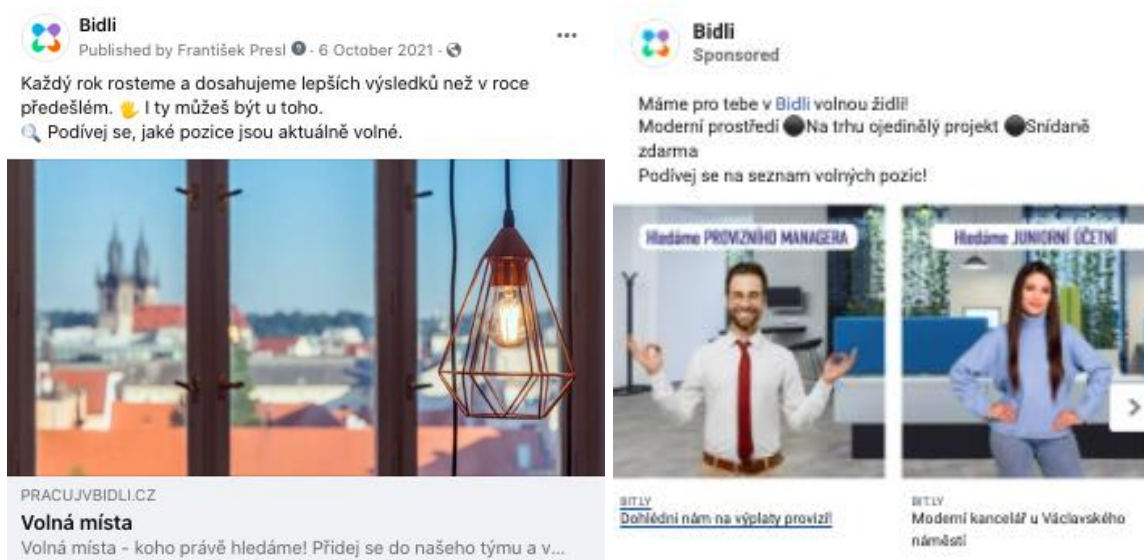 Bidli
Published by František Presl · 6 October 2021 ·
Každý rok rosteme a dosahujeme lepších výsledků než v roce
předešlém. 🖐 I ty můžeš být u toho.
🔍 Podívej se, jaké pozice jsou aktuálně volné.
PRACUJVBIDLI.CZ
Volná místa
Volná místa - koho právě hledáme! Přidej se do našeho týmu a v...
Bidli
Sponsored
Máme pro tebe v Bidli volnou židli!
Moderní prostředí ⚫Na trhu ojedinělý projekt ⚫Snídaně
zdarma
Podívej se na seznam volných pozic!
Hledáme PROVIZNÍHO MANAGERA
BIT.LY
Dohlédni nám na výplaty provizí!
Hledáme JUNIORNÍ ÚČETNÍ
BIT.LY
Moderní kancelář u Václavského
náměstí